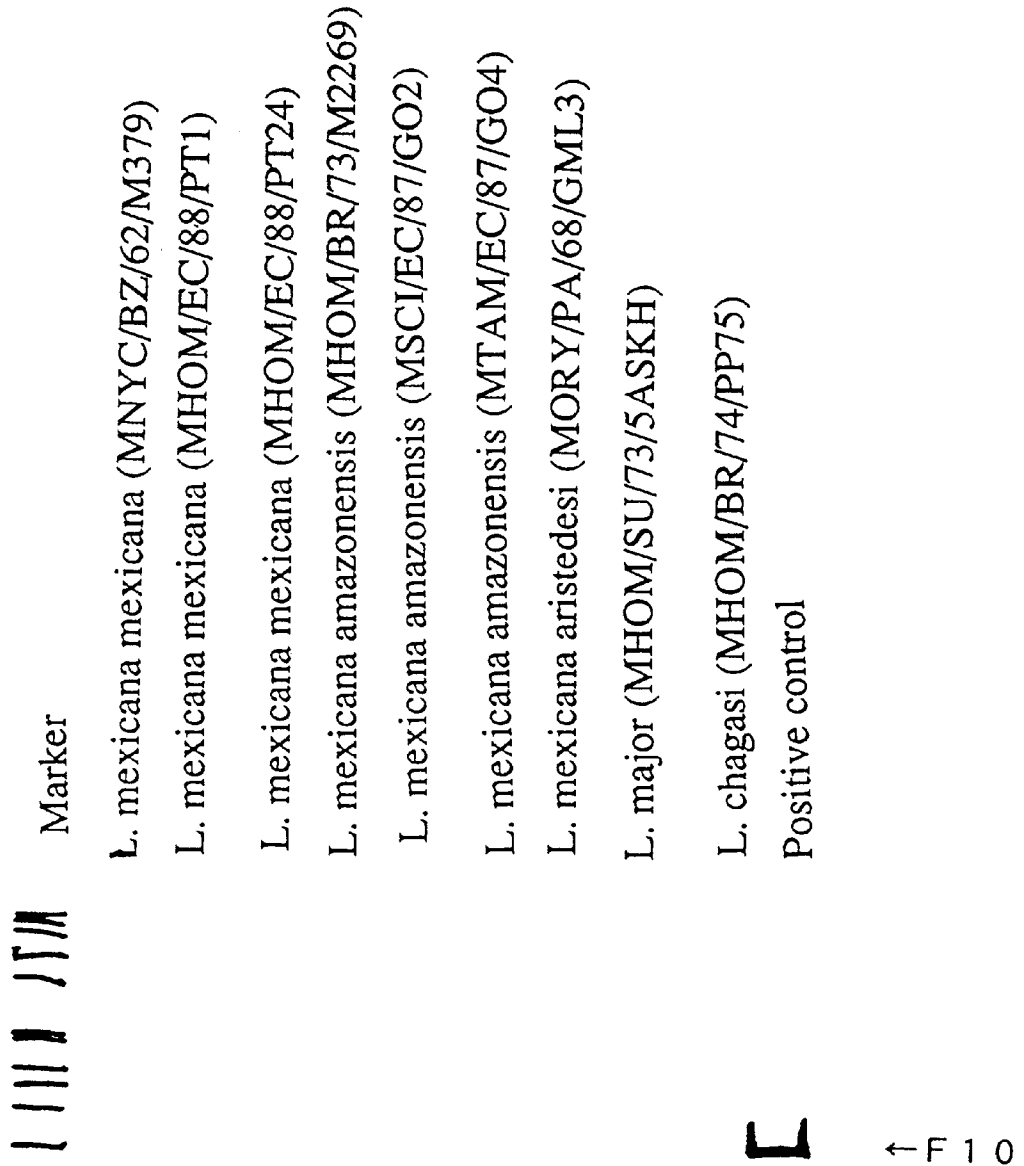 Marker
L. mexicana mexicana (MNYC/BZ/62/M379)
L. mexicana mexicana (MHOM/EC/88/PT1)
L. mexicana mexicana (MHOM/EC/88/PT24)
L. mexicana amazonensis (MHOM/BR/73/M2269)
L. mexicana amazonensis (MSCI/EC/87/GO2)
L. mexicana amazonensis (MTAM/EC/87/GO4)
L. mexicana aristedesi (MORY/PA/68/GML3)
L. major (MHOM/SU/73/5ASKH)
L. chagasi (MHOM/BR/74/PP75)
Positive control
←F10